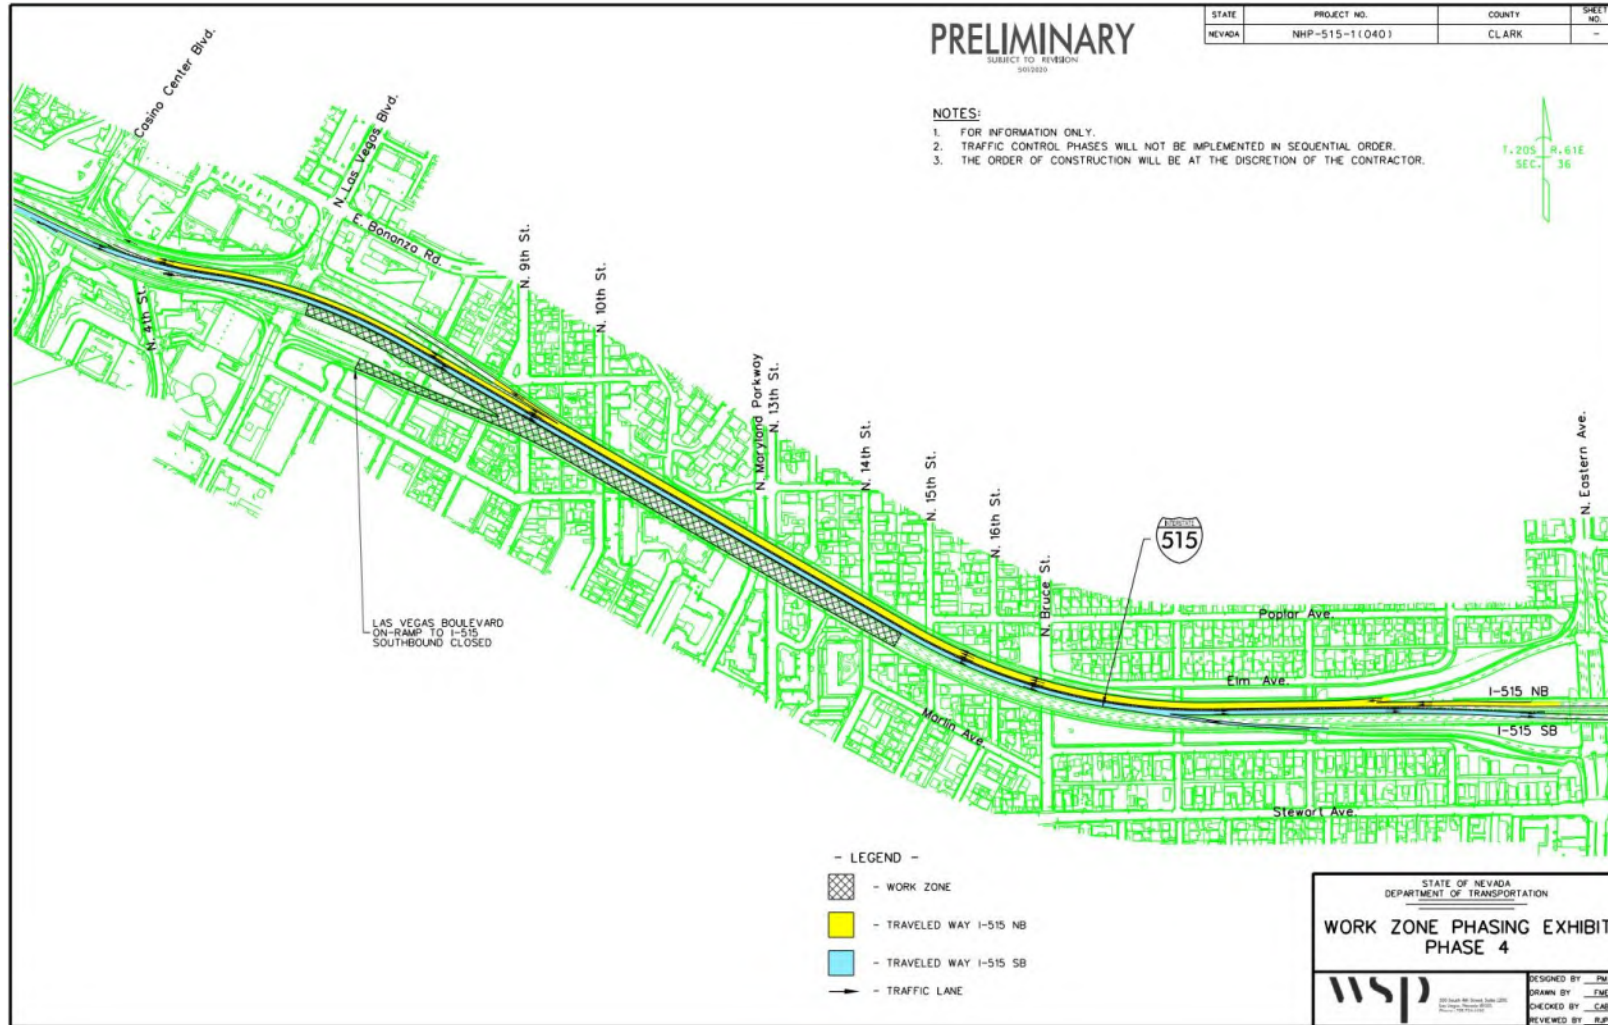 PRELIMINARY
SUBJECT TO REVISION
STATE
PROJECT NO.
COUNTY
SHEET NO.
NEVADA
NHP-515-1(040)
CLARK
-
NOTES:
1. FOR INFORMATION ONLY.
2. TRAFFIC CONTROL PHASES WILL NOT BE IMPLEMENTED IN SEQUENTIAL ORDER.
3. THE ORDER OF CONSTRUCTION WILL BE AT THE DISCRETION OF THE CONTRACTOR.
T.20S R.61E
SEC. 36
Casino Center Blvd.
N. Las Vegas Blvd.
E. Bonanza Rd.
N. 4th St.
N. 9th St.
N. 10th St.
N. Maryland Parkway
N. 13th St.
N. 14th St.
N. 15th St.
N. 16th St.
N. Bruce St.
N. Eastern Ave.
INTERSTATE
515
Poplar Ave.
Elm Ave.
I-515 NB
I-515 SB
Marlin Ave.
Stewart Ave.
LAS VEGAS BOULEVARD
ON-RAMP TO I-515
SOUTHBOUND CLOSED
- LEGEND -
- WORK ZONE
- TRAVELED WAY I-515 NB
- TRAVELED WAY I-515 SB
- TRAFFIC LANE
STATE OF NEVADA
DEPARTMENT OF TRANSPORTATION
WORK ZONE PHASING EXHIBIT
PHASE 4
wsp
DESIGNED BY
DRAWN BY
CHECKED BY CAB
REVIEWED BY